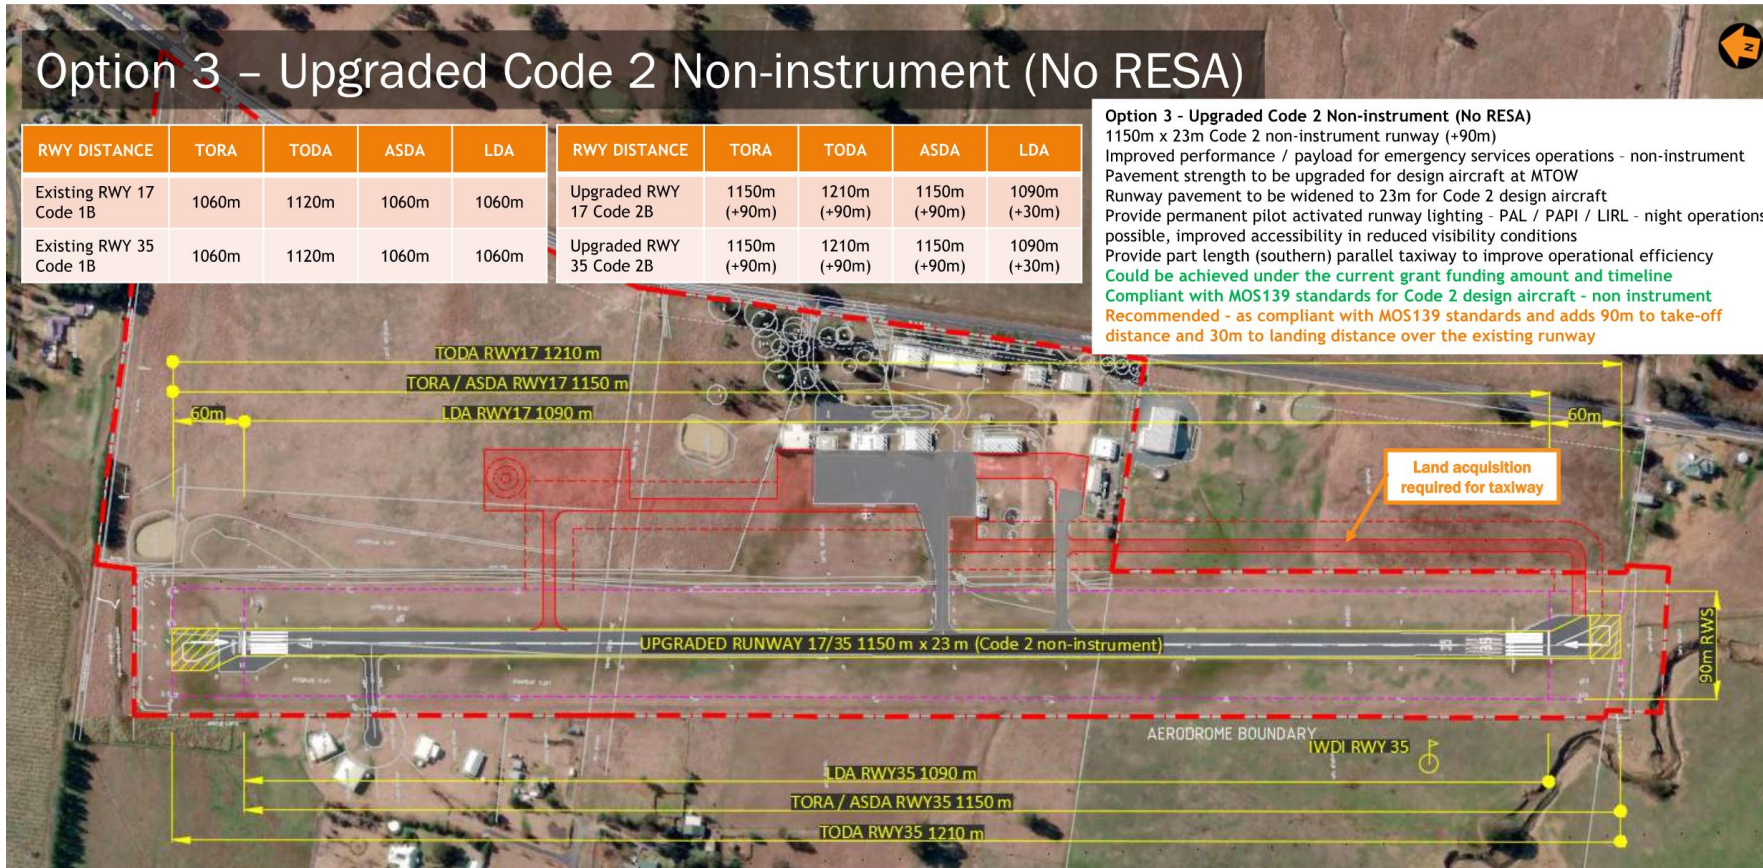 Option 3 – Upgraded Code 2 Non-instrument (No RESA)
N
RWY DISTANCE TORA TODA ASDA LDA
Existing RWY 17 Code 1B 1060m 1120m 1060m 1060m
Existing RWY 35 Code 1B 1060m 1120m 1060m 1060m
RWY DISTANCE TORA TODA ASDA LDA
Upgraded RWY 17 Code 2B 1150m (+90m) 1210m (+90m) 1150m (+90m) 1090m (+30m)
Upgraded RWY 35 Code 2B 1150m (+90m) 1210m (+90m) 1150m (+90m) 1090m (+30m)
Option 3 - Upgraded Code 2 Non-instrument (No RESA)
1150m x 23m Code 2 non-instrument runway (+90m)
Improved performance / payload for emergency services operations - non-instrument
Pavement strength to be upgraded for design aircraft at MTOW
Runway pavement to be widened to 23m for Code 2 design aircraft
Provide permanent pilot activated runway lighting - PAL / PAPI / LIRL - night operations
possible, improved accessibility in reduced visibility conditions
Provide part length (southern) parallel taxiway to improve operational efficiency
Could be achieved under the current grant funding amount and timeline
Compliant with MOS139 standards for Code 2 design aircraft - non instrument
Recommended - as compliant with MOS139 standards and adds 90m to take-off
distance and 30m to landing distance over the existing runway
TODA RWY17 1210 m
TORA / ASDA RWY17 1150 m
60m
LDA RWY17 1090 m
60m
Land acquisition
required for taxiway
UPGRADED RUNWAY 17/35 1150 m x 23 m (Code 2 non-instrument)
90m RWS
AERODROME BOUNDARY
IWDI RWY 35
LDA RWY35 1090 m
TORA / ASDA RWY35 1150 m
TODA RWY35 1210 m